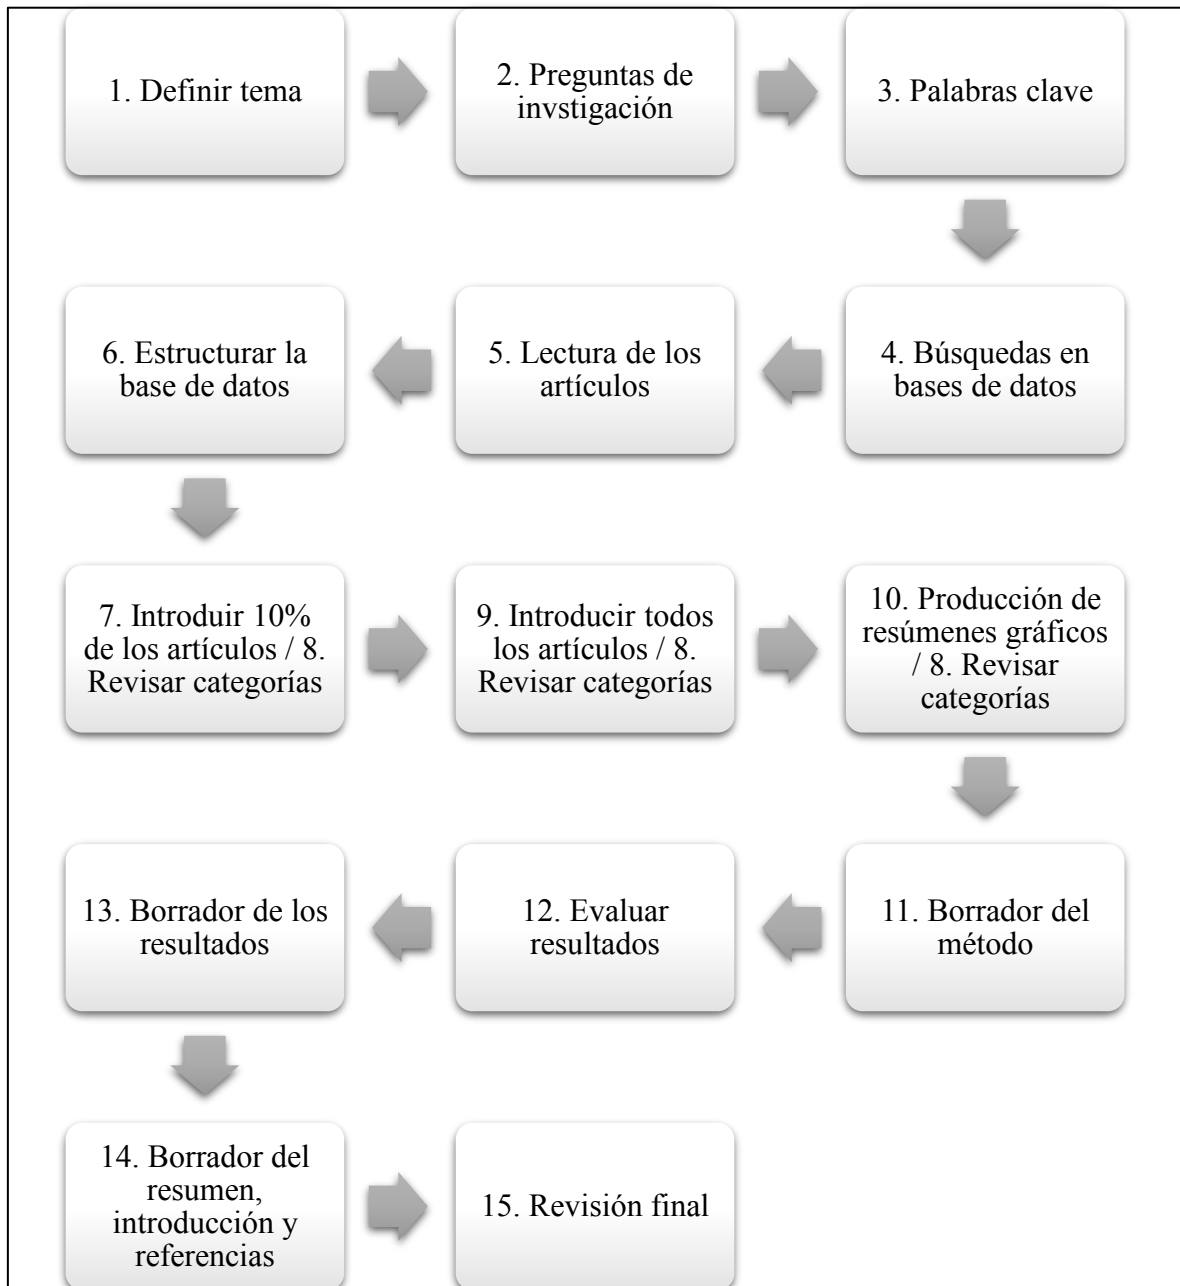 1. Definir tema
2. Preguntas de
invstigación
3. Palabras clave
4. Búsquedas en
bases de datos
5. Lectura de los
artículos
6. Estructurar la
base de datos
7. Introduir 10%
de los artículos / 8.
Revisar categorías
9. Introducir todos
los artículos / 8.
Revisar categorías
10. Producción de
resúmenes gráficos
/ 8. Revisar
categorías
11. Borrador del
método
12. Evaluar
resultados
13. Borrador de los
resultados
14. Borrador del
resumen,
introducción y
referencias
15. Revisión final